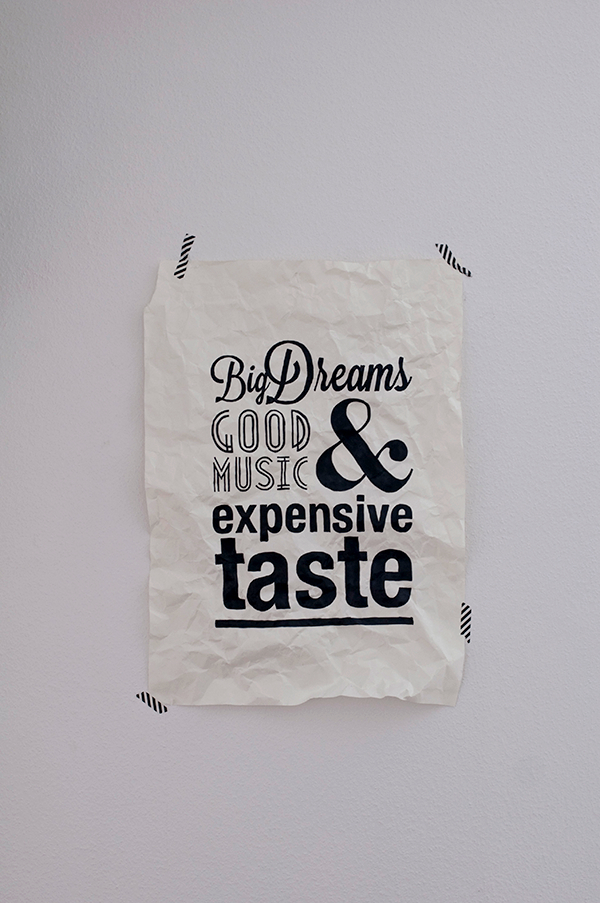 Big Dreams
GOOD
MUSIC &
expensive
taste